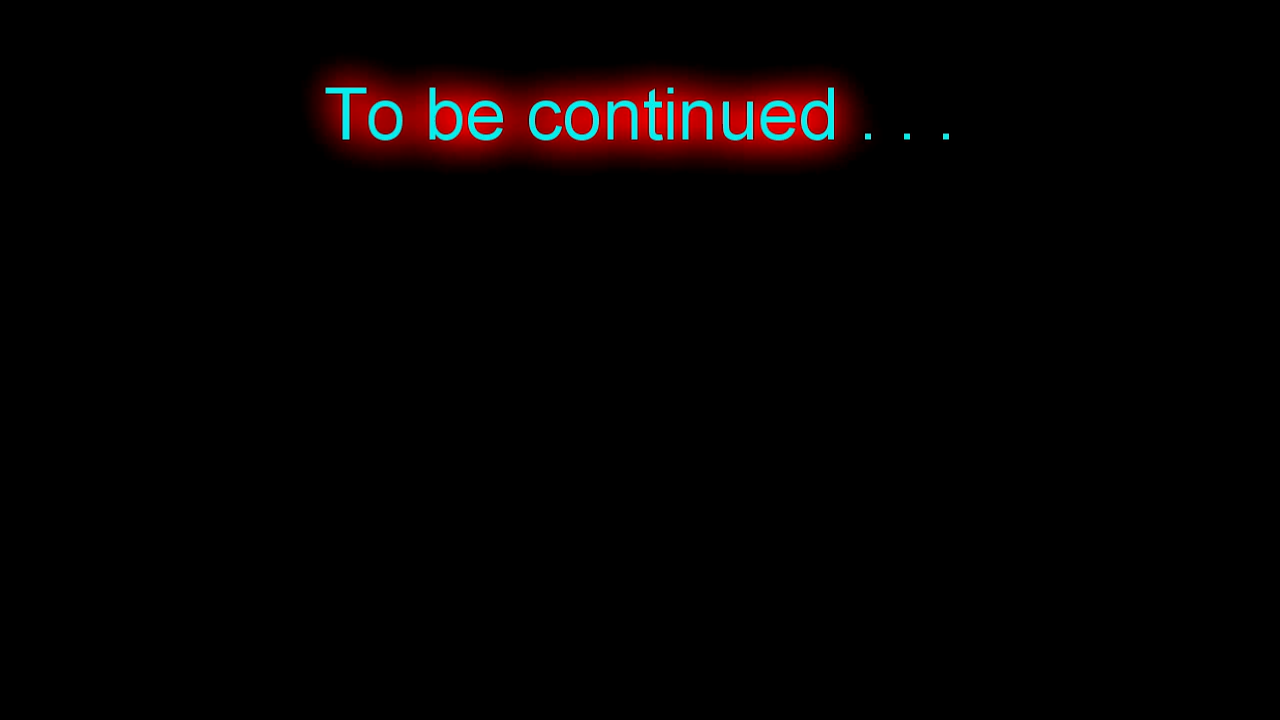 To be continued . . .